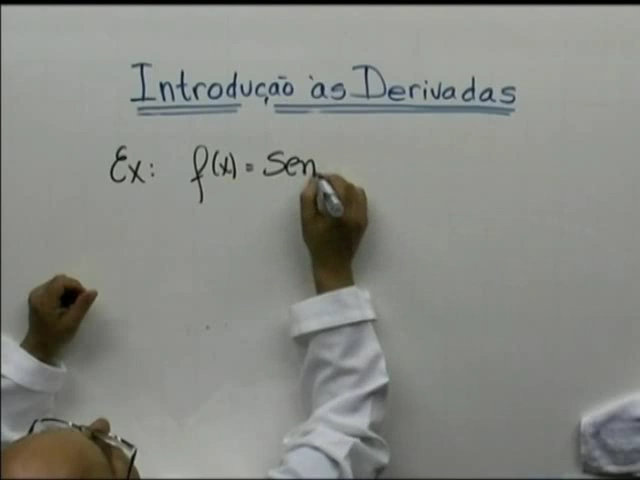 Introdução às Derivadas
Ex: f(x) = Sen